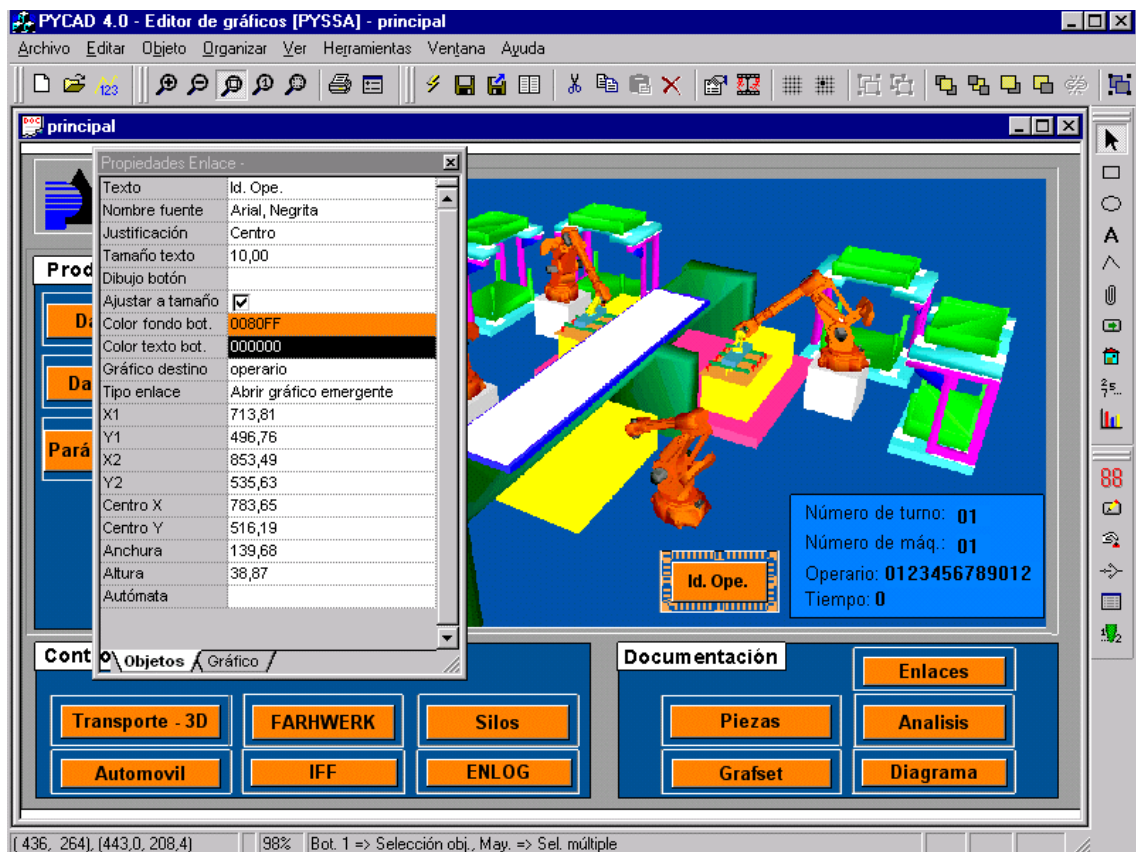 PYCAD 4.0 - Editor de gráficos [PYSSA] - principal
Archivo Editar Objeto Organizar Ver Herramientas Ventana Ayuda
123
principal
Propiedades Enlace -
Texto Id. Ope.
Nombre fuente Arial, Negrita
Justificación Centro
Tamaño texto 10,00
Dibujo botón
Ajustar a tamaño
Color fondo bot. 0080FF
Color texto bot. 000000
Gráfico destino operario
Tipo enlace Abrir gráfico emergente
X1 713,81
Y1 496,76
X2 853,49
Y2 535,63
Centro X 783,65
Centro Y 516,19
Anchura 139,68
Altura 38,87
Autómata
Objetos Gráfico
Prod
Da
Da
Pará
Número de turno: 01
Número de máq.: 01
Operario: 0123456789012
Tiempo: 0
Id. Ope.
Cont
Transporte - 3D FARHWERK Silos
Automovil IFF ENLOG
Documentación
Enlaces
Piezas Analisis
Grafset Diagrama
A
88
( 436, 264), (443,0, 208,4) 98% Bot. 1 => Selección obj., May. => Sel. múltiple